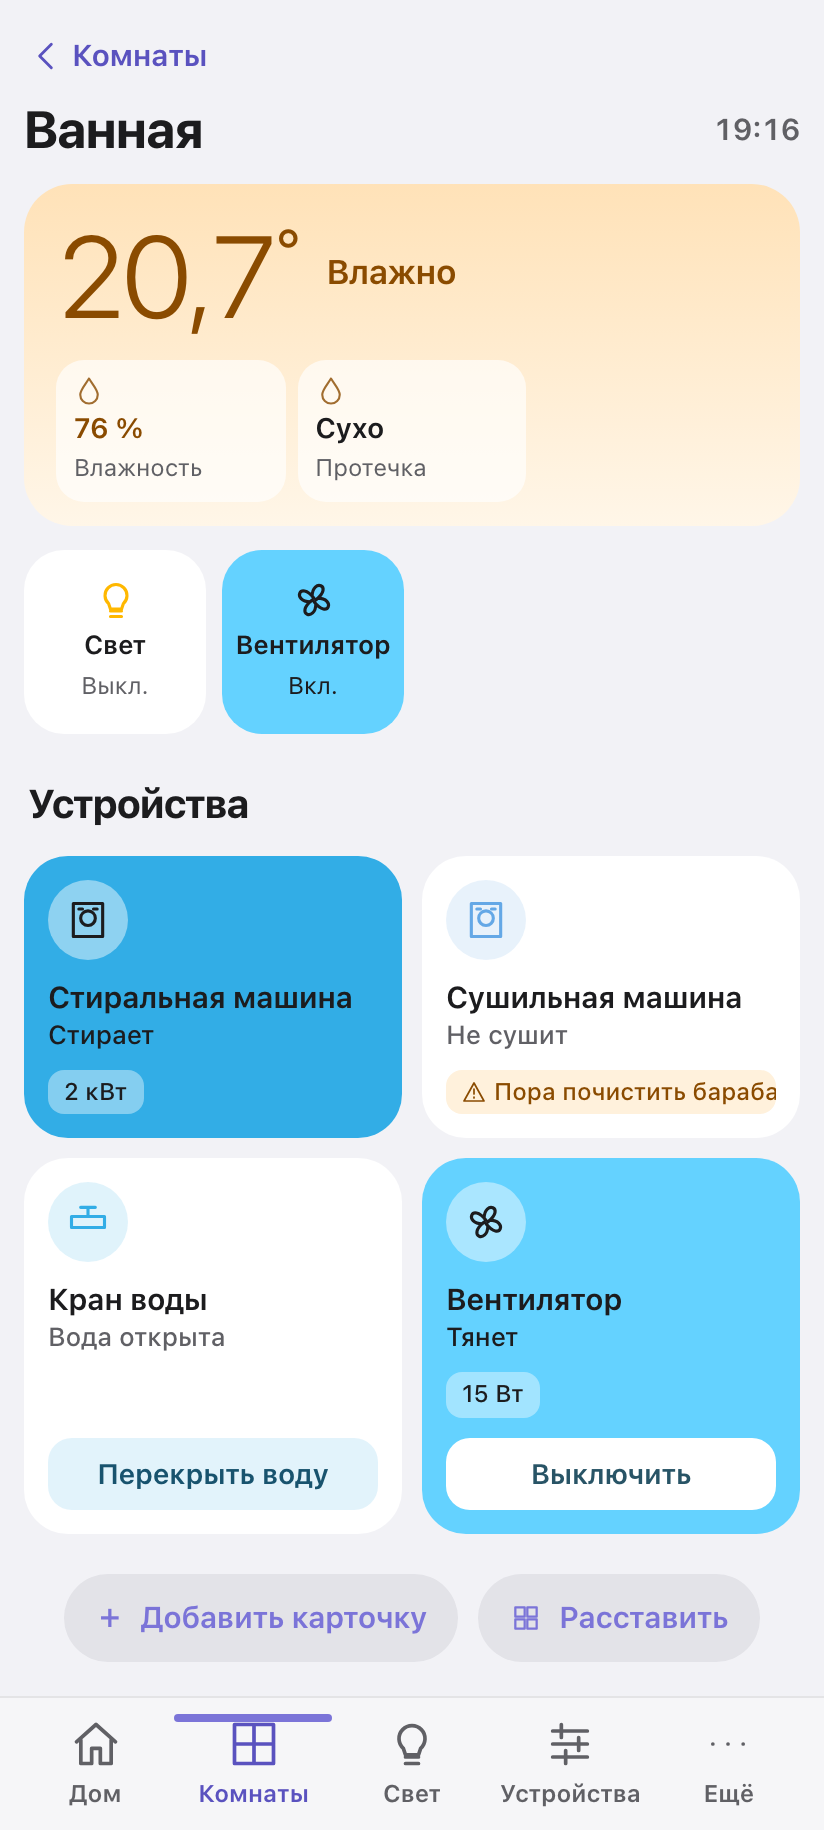 Комнаты
Ванная
19:16
20,7°
Влажно
76 %
Влажность
Сухо
Протечка
Свет
Выкл.
Вентилятор
Вкл.
Устройства
Стиральная машина
Стирает
2 кВт
Сушильная машина
Не сушит
Пора почистить бараба
Кран воды
Вода открыта
Перекрыть воду
Вентилятор
Тянет
15 Вт
Выключить
+ Добавить карточку
Расставить
Дом
Комнаты
Свет
Устройства
Ещё